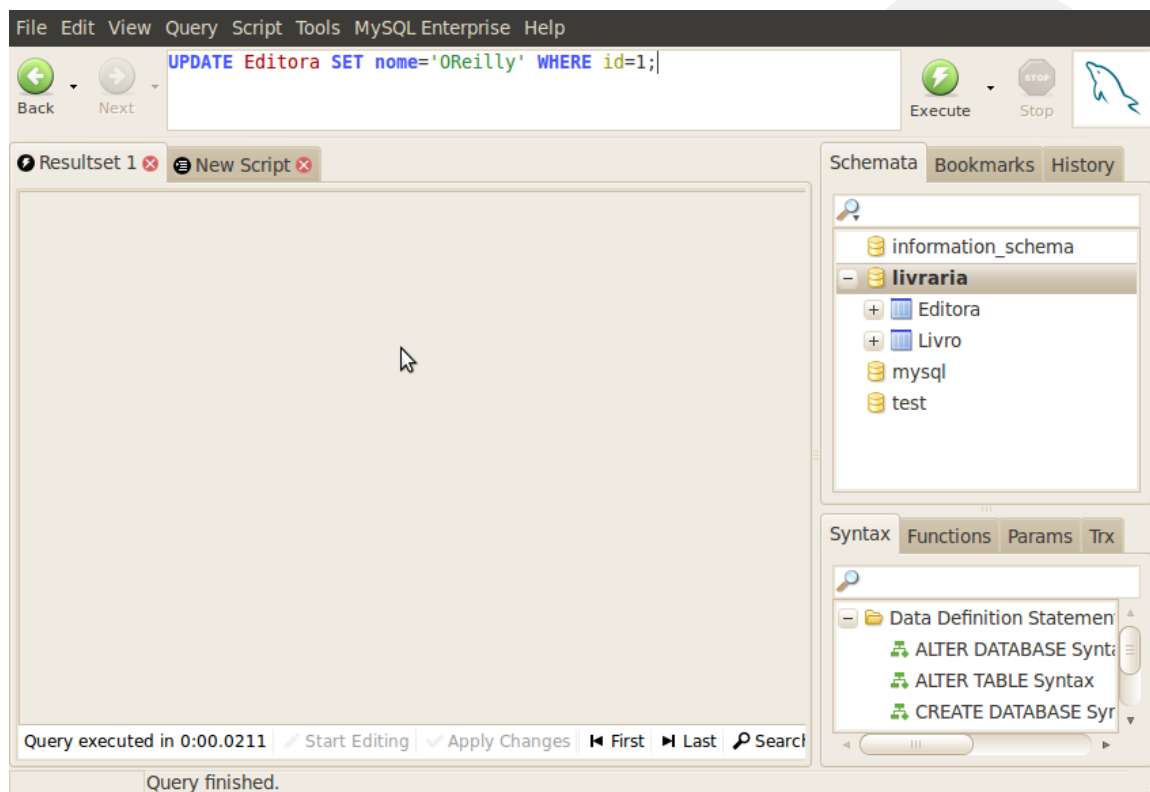 File Edit View Query Script Tools MySQL Enterprise Help
UPDATE Editora SET nome='OReilly' WHERE id=1;
Back Next
Execute Stop
STOP
Resultset 1 New Script
Schemata Bookmarks History
information_schema
livraria
Editora
Livro
mysql
test
Syntax Functions Params Trx
Data Definition Statemen
ALTER DATABASE Synta
ALTER TABLE Syntax
CREATE DATABASE Syr
Query executed in 0:00.0211 Start Editing Apply Changes First Last Search
Query finished.